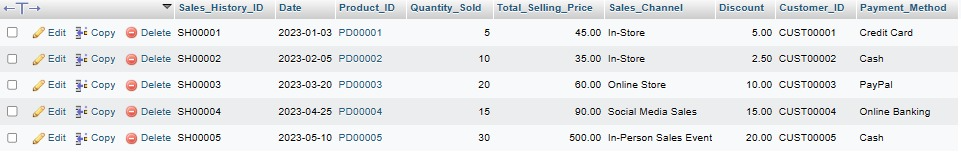 ←T→ Sales_History_ID Date Product_ID Quantity_Sold Total_Selling_Price Sales_Channel Discount Customer_ID Payment_Method
Edit Copy Delete SH00001 2023-01-03 PD00001 5 45.00 In-Store 5.00 CUST00001 Credit Card
Edit Copy Delete SH00002 2023-02-05 PD00002 10 35.00 In-Store 2.50 CUST00002 Cash
Edit Copy Delete SH00003 2023-03-20 PD00003 20 60.00 Online Store 10.00 CUST00003 PayPal
Edit Copy Delete SH00004 2023-04-25 PD00004 15 90.00 Social Media Sales 15.00 CUST00004 Online Banking
Edit Copy Delete SH00005 2023-05-10 PD00005 30 500.00 In-Person Sales Event 20.00 CUST00005 Cash